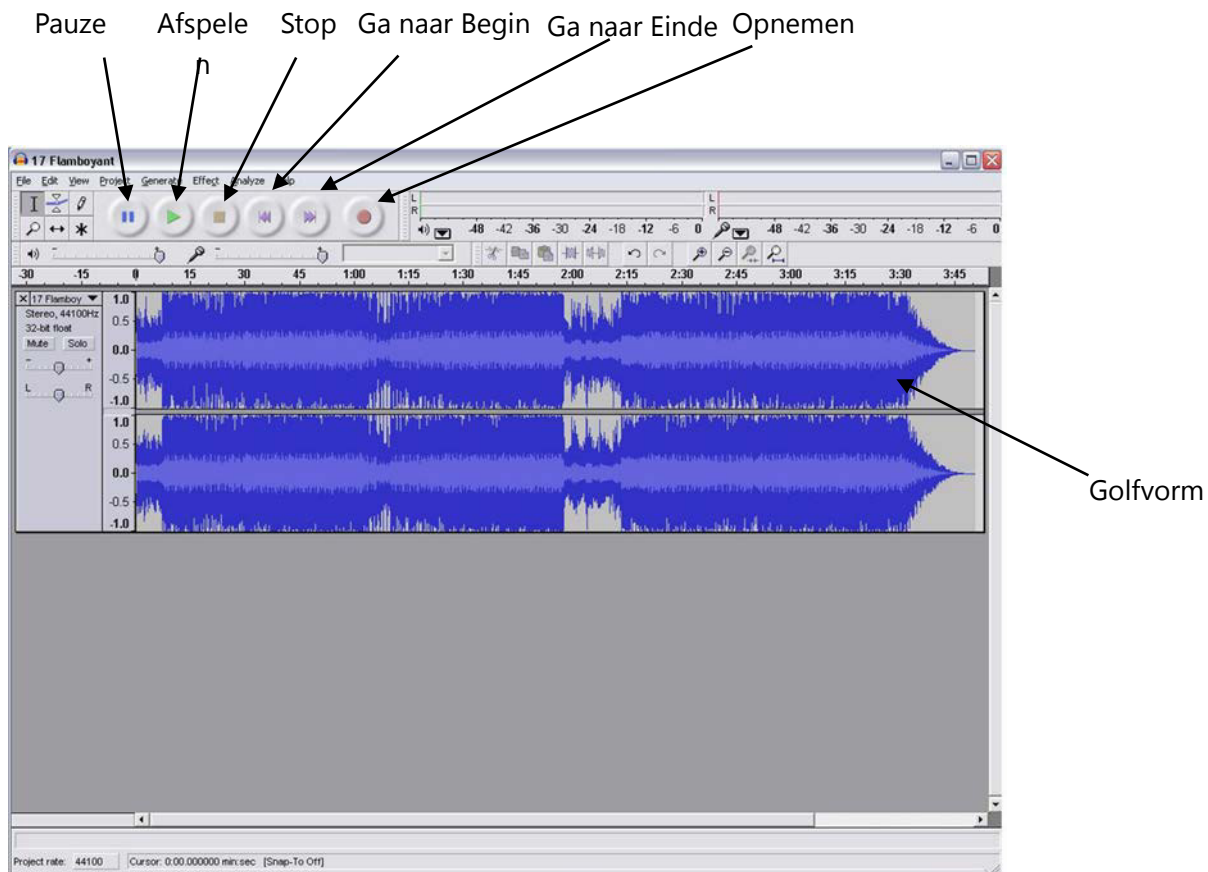 Pauze Afspele Stop Ga naar Begin Ga naar Einde Opnemen
n
17 Flamboyant
File Edit View Project Generate Effect Analyze Help
L
R
-48 -42 -36 -30 -24 -18 -12 -6 0
L
R
-48 -42 -36 -30 -24 -18 -12 -6 0
-30 -15 0 15 30 45 1:00 1:15 1:30 1:45 2:00 2:15 2:30 2:45 3:00 3:15 3:30 3:45
17 Flamboy
Stereo, 44100Hz
32-bit float
Mute Solo
- +
L R
1.0
0.5
0.0
-0.5
-1.0
1.0
0.5
0.0
-0.5
-1.0
Golfvorm
Project rate: 44100 Cursor: 0:00.000000 min:sec [Snap-To Off]